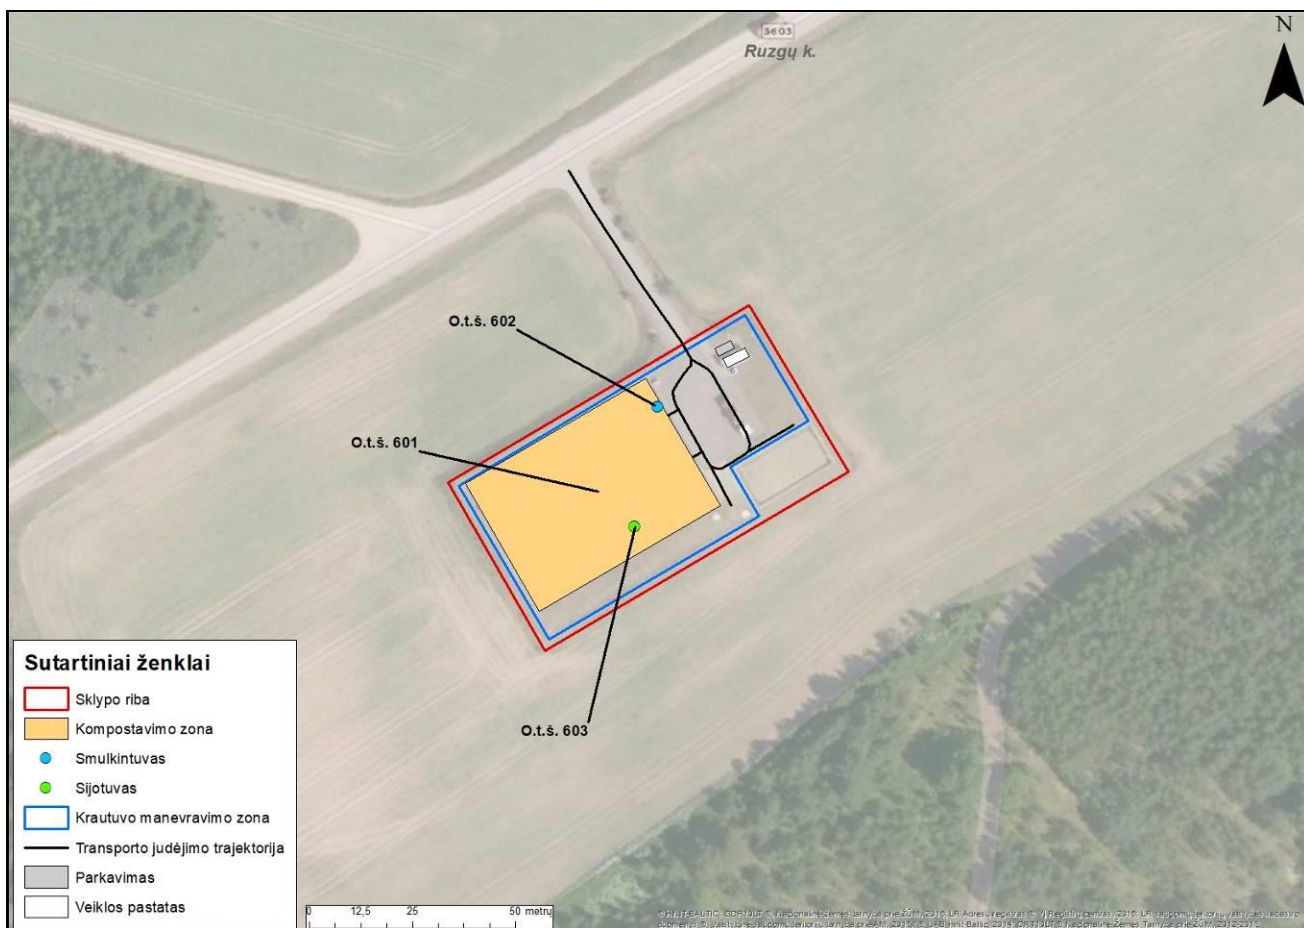 3603
N
Ruzgų k.
O.t.š. 602
O.t.š. 601
O.t.š. 603
Sutartiniai ženklai
Sklypo riba
Kompostavimo zona
Smulkintuvas
Sijotuvas
Krautuvo manevravimo zona
Transporto judėjimo trajektorija
Parkavimas
Veiklos pastatas
0 12,5 25 50 metrų